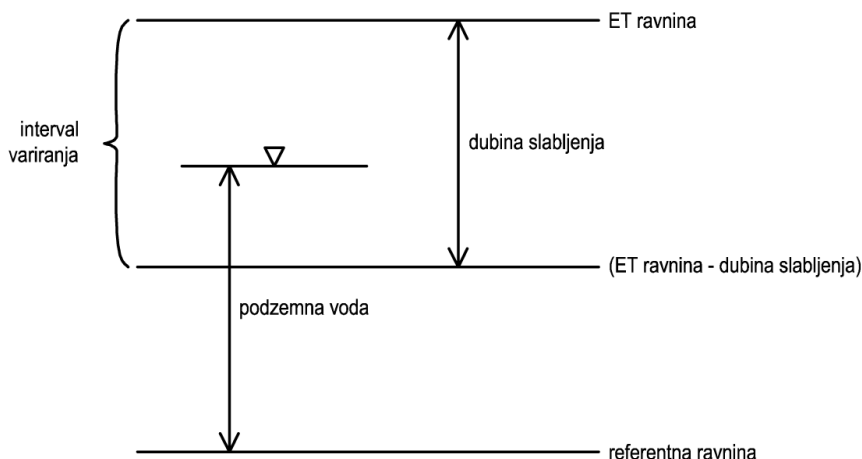 ET ravnina
interval
variranja
dubina slabljenja
(ET ravnina - dubina slabljenja)
podzemna voda
referentna ravnina